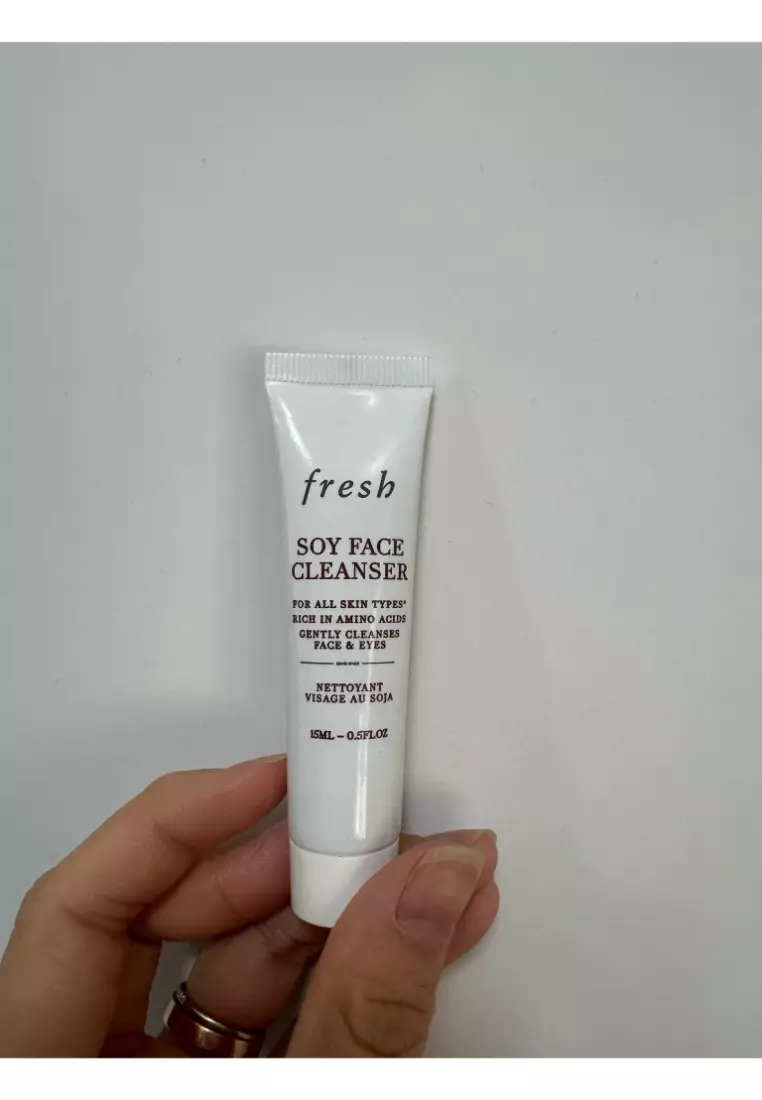 fresh
SOY FACE
CLEANSER
FOR ALL SKIN TYPES*
RICH IN AMINO ACIDS
GENTLY CLEANSES
FACE & EYES
NETTOYANT
VISAGE AU SOJA
15ML – 0.5FLOZ